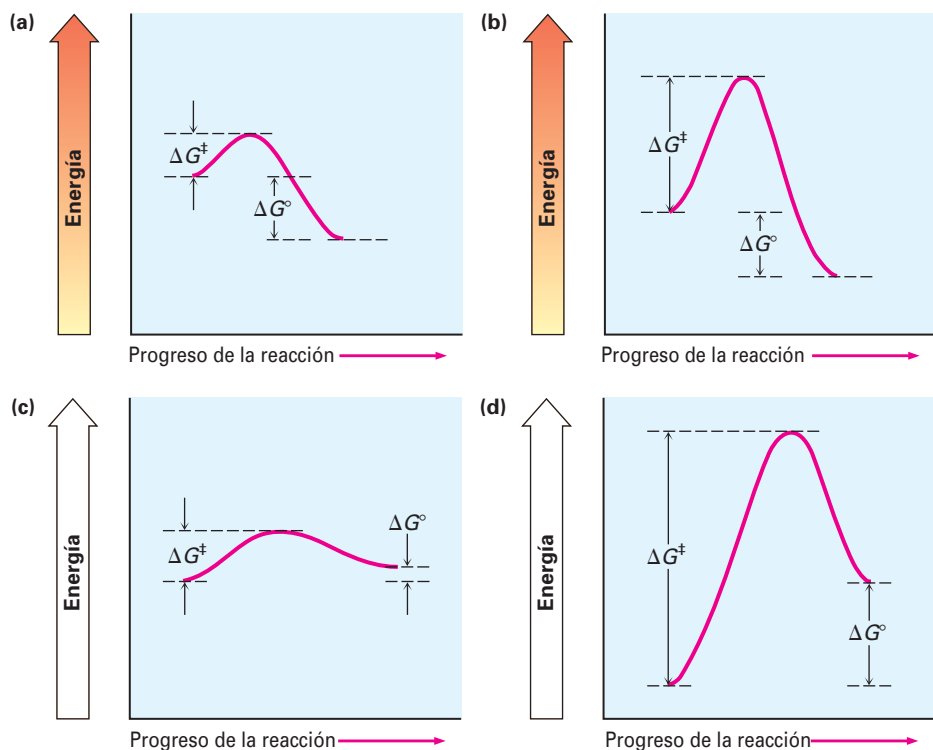 (a)
Energía
ΔG‡
ΔG°
Progreso de la reacción
(b)
Energía
ΔG‡
ΔG°
Progreso de la reacción
(c)
Energía
ΔG‡
ΔG°
Progreso de la reacción
(d)
Energía
ΔG‡
ΔG°
Progreso de la reacción